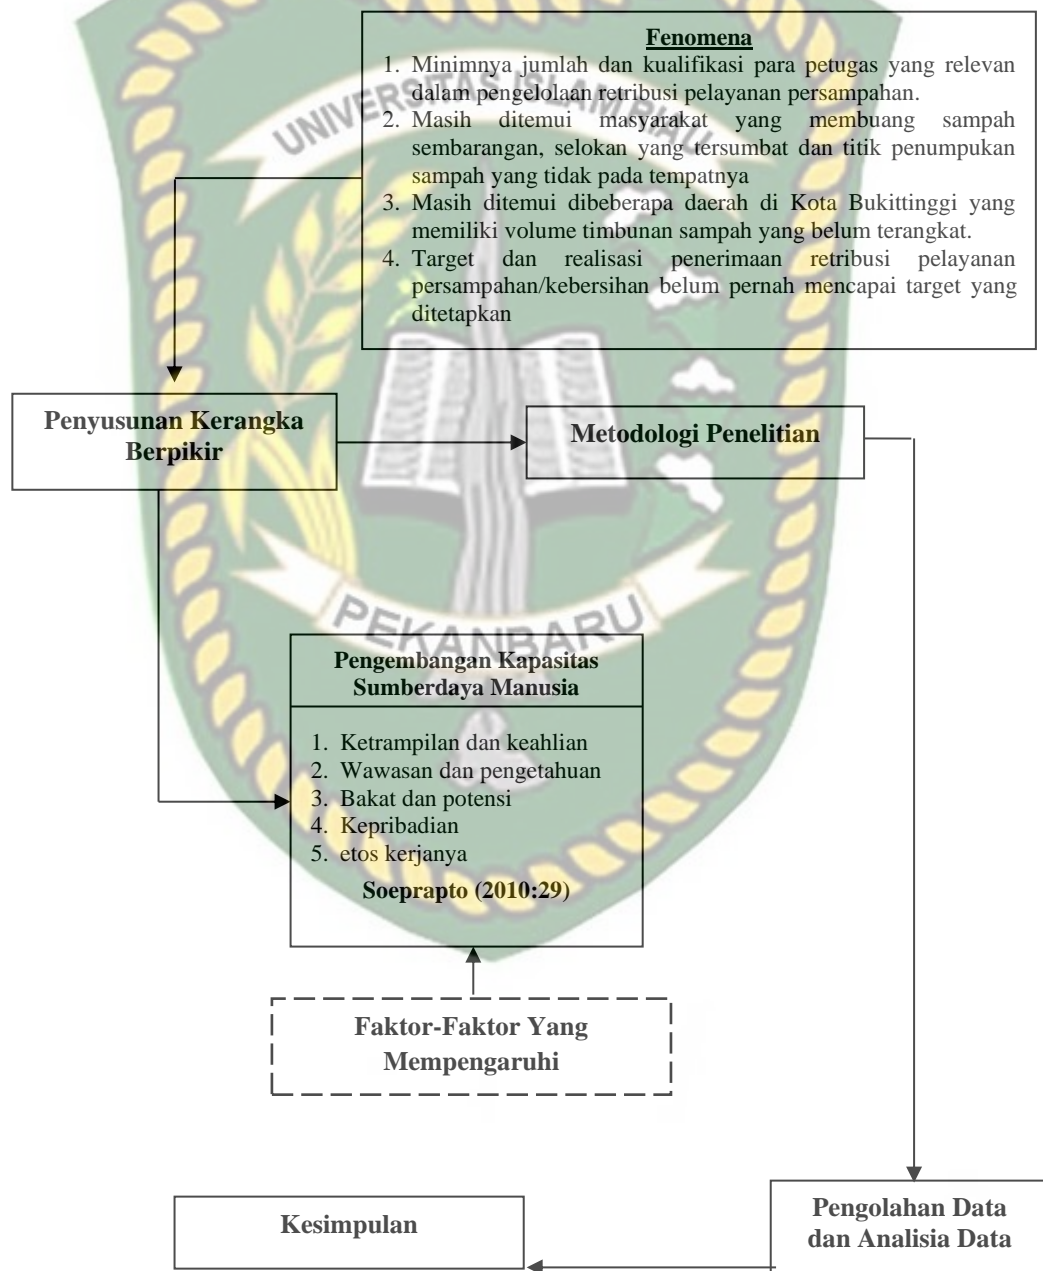 Fenomena
1. Minimnya jumlah dan kualifikasi para petugas yang relevan
dalam pengelolaan retribusi pelayanan persampahan.
2. Masih ditemui masyarakat yang membuang sampah
sembarangan, selokan yang tersumbat dan titik penumpukan
sampah yang tidak pada tempatnya
3. Masih ditemui dibeberapa daerah di Kota Bukittinggi yang
memiliki volume timbunan sampah yang belum terangkat.
4. Target dan realisasi penerimaan retribusi pelayanan
persampahan/kebersihan belum pernah mencapai target yang
ditetapkan
UNIVERSITAS ISLAM RIAU
Penyusunan Kerangka
Berpikir
Metodologi Penelitian
PEKANBARU
Pengembangan Kapasitas
Sumberdaya Manusia
1. Ketrampilan dan keahlian
2. Wawasan dan pengetahuan
3. Bakat dan potensi
4. Kepribadian
5. etos kerjanya
Soeprapto (2010:29)
Faktor-Faktor Yang
Mempengaruhi
Kesimpulan
Pengolahan Data
dan Analisia Data